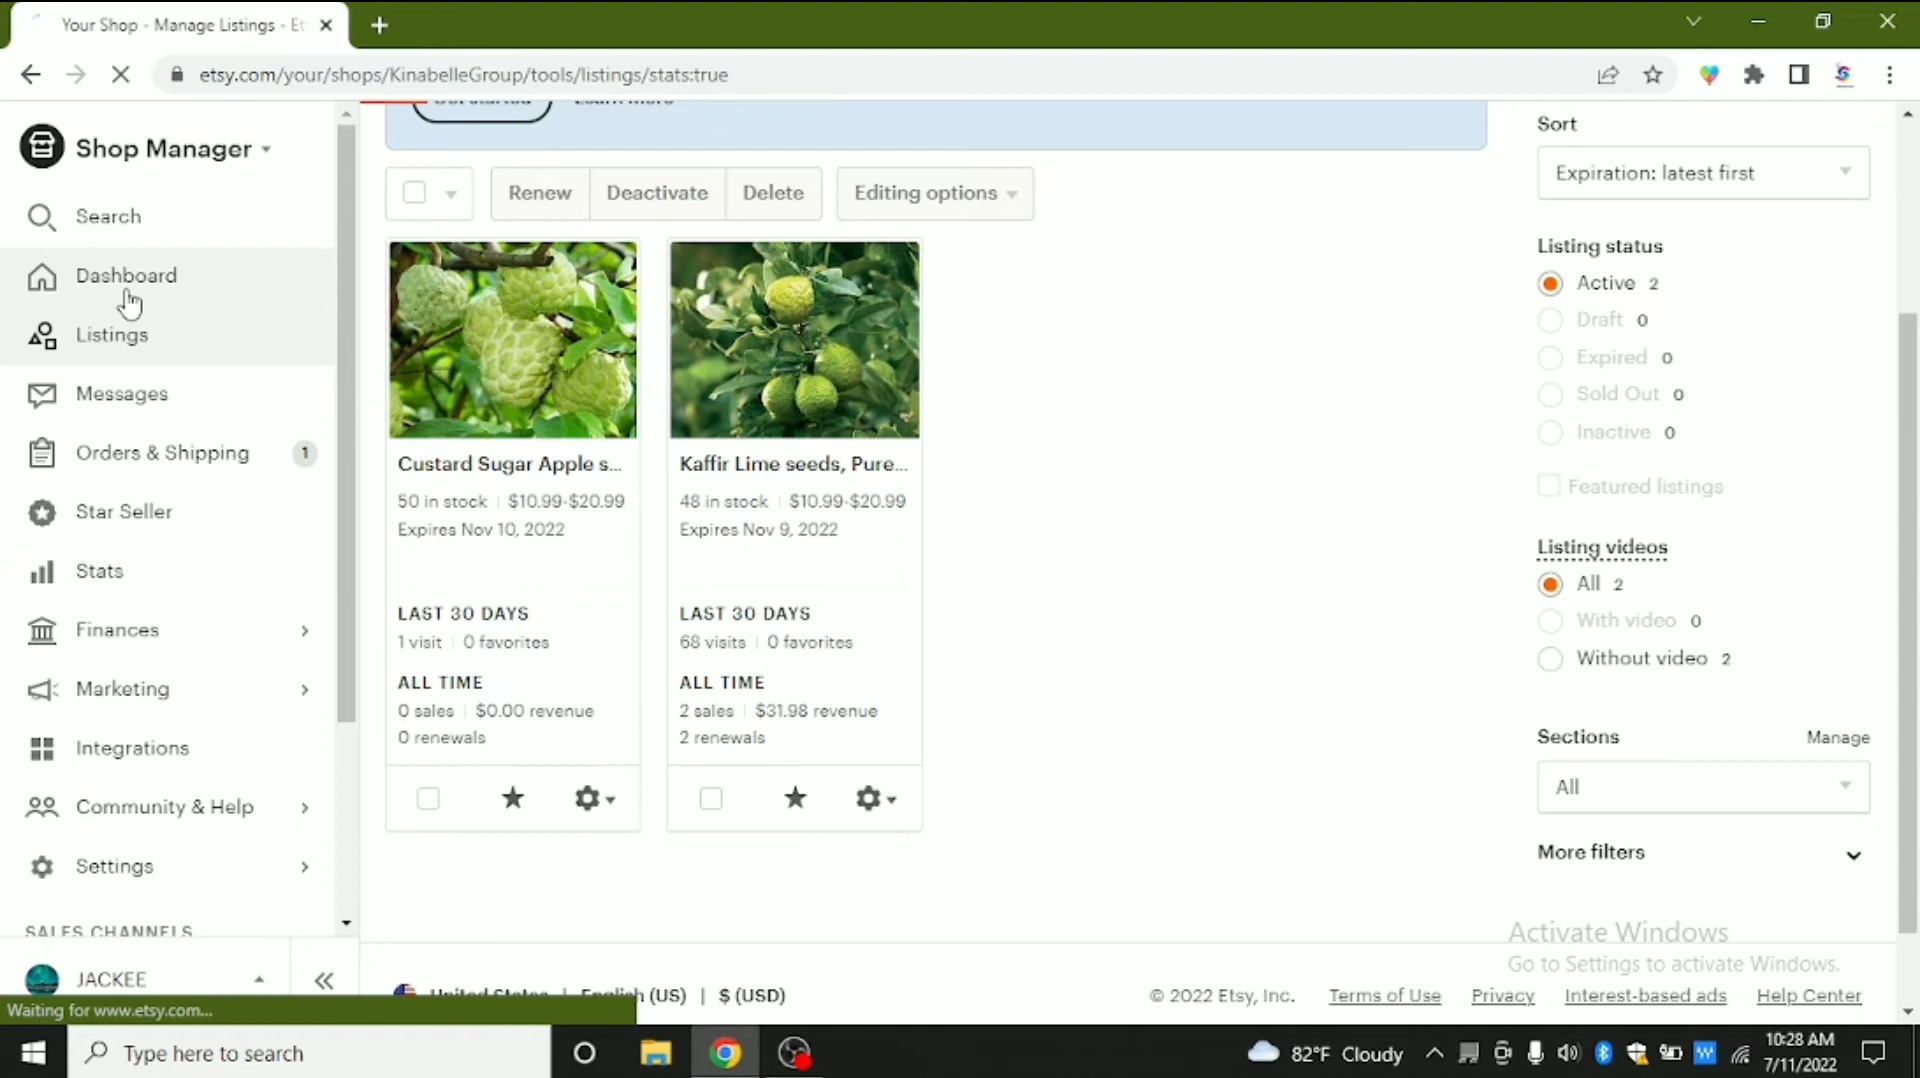 Your Shop - Manage Listings - Et
etsy.com/your/shops/KinabelleGroup/tools/listings/stats:true
Shop Manager
Search
Dashboard
Listings
Messages
Orders & Shipping 1
Star Seller
Stats
Finances
Marketing
Integrations
Community & Help
Settings
SALES CHANNELS
JACKEE
Waiting for www.etsy.com...
Get started Learn more
Renew Deactivate Delete Editing options
Custard Sugar Apple s...
50 in stock | $10.99-$20.99
Expires Nov 10, 2022
LAST 30 DAYS
1 visit | 0 favorites
ALL TIME
0 sales | $0.00 revenue
0 renewals
Kaffir Lime seeds, Pure...
48 in stock | $10.99-$20.99
Expires Nov 9, 2022
LAST 30 DAYS
68 visits | 0 favorites
ALL TIME
2 sales | $31.98 revenue
2 renewals
Sort
Expiration: latest first
Listing status
Active 2
Draft 0
Expired 0
Sold Out 0
Inactive 0
Featured listings
Listing videos
All 2
With video 0
Without video 2
Sections Manage
All
More filters
Activate Windows
Go to Settings to activate Windows.
United States | English (US) | $ (USD)
© 2022 Etsy, Inc. Terms of Use Privacy Interest-based ads Help Center
Type here to search
82°F Cloudy
10:28 AM
7/11/2022